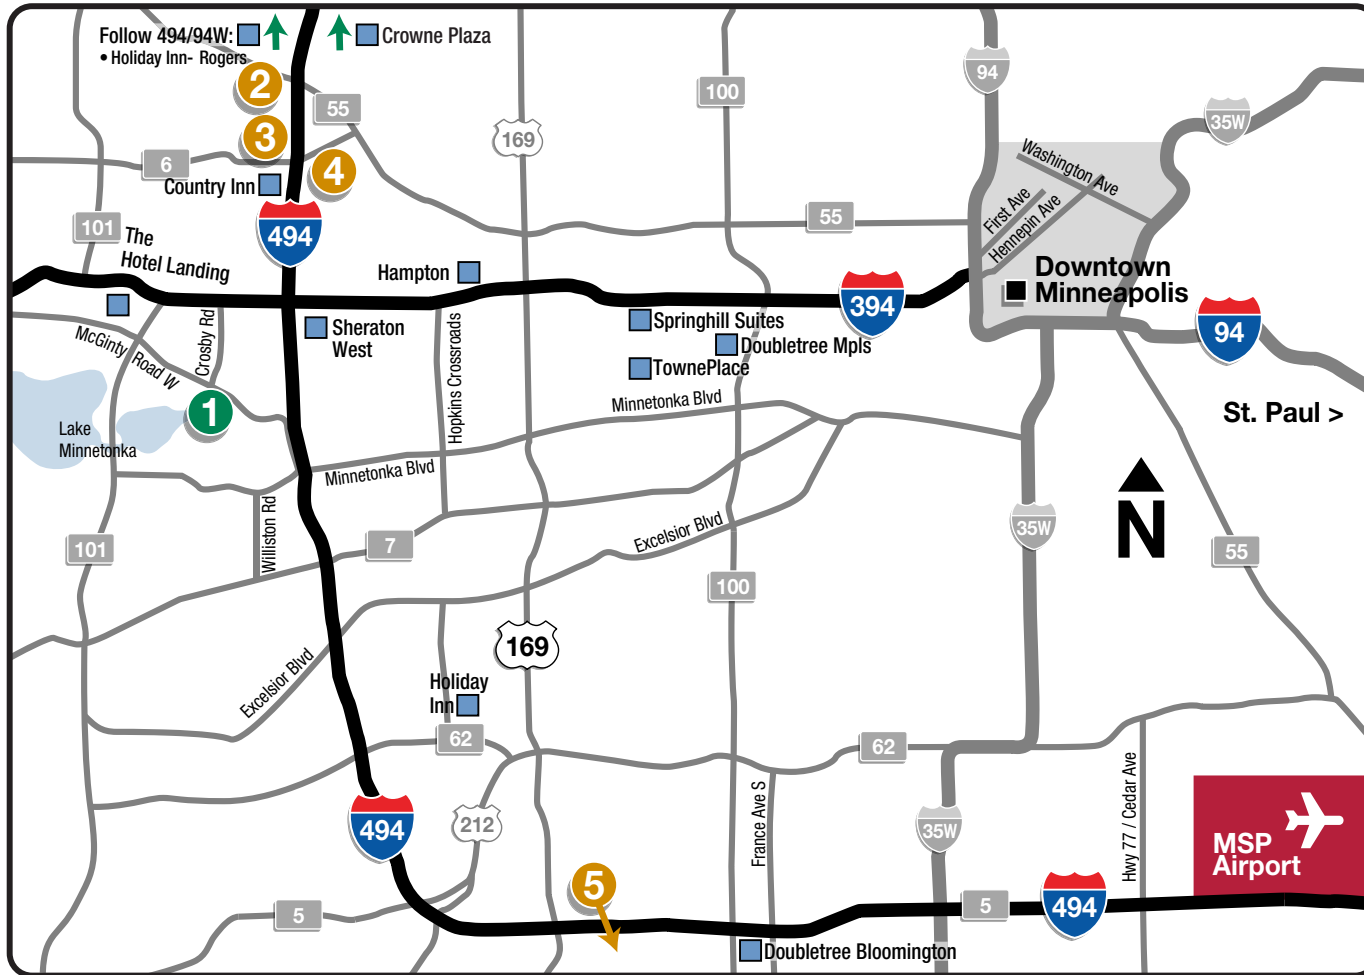 Follow 494/94W:
• Holiday Inn- Rogers
Crowne Plaza
2
3
4
55
6
Country Inn
101
494
The
Hotel Landing
169
100
94
35W
Washington Ave
First Ave
Hennepin Ave
55
Downtown
Minneapolis
Hampton
394
94
Sheraton
West
Springhill Suites
Doubletree Mpls
TownePlace
McGinty Road W
Crosby Rd
Hopkins Crossroads
1
Lake
Minnetonka
Minnetonka Blvd
Minnetonka Blvd
St. Paul >
N
Williston Rd
101
7
Excelsior Blvd
35W
55
100
169
Excelsior Blvd
Holiday
Inn
62
62
494
212
France Ave S
35W
Hwy 77 / Cedar Ave
MSP
Airport
5
5
5
494
Doubletree Bloomington